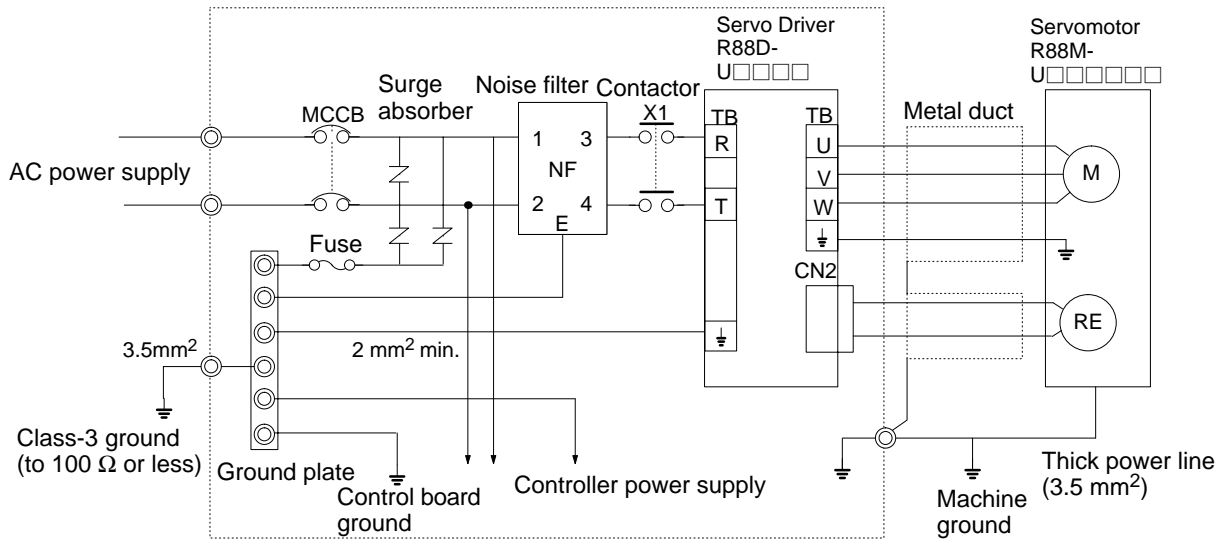 Servo Driver
R88D-
U□□□□
Servomotor
R88M-
U□□□□□□
Surge
absorber
Noise filter
Contactor
X1
MCCB
TB
TB
Metal duct
AC power supply
1
3
R
U
NF
V
M
2
4
T
W
E
Fuse
CN2
RE
3.5mm²
2 mm² min.
Class-3 ground
(to 100 Ω or less)
Ground plate
Control board
ground
Controller power supply
Machine
ground
Thick power line
(3.5 mm²)